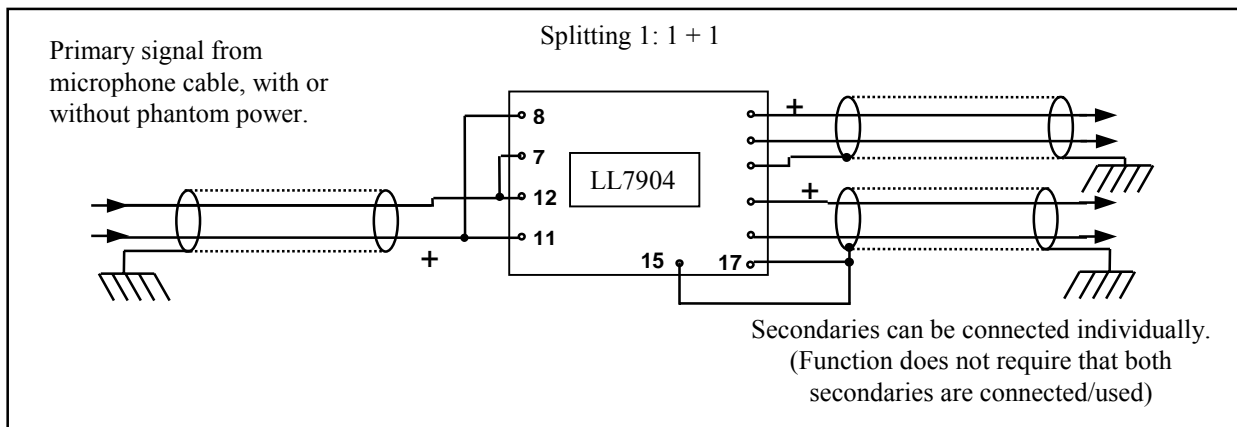 Splitting 1: 1 + 1
Primary signal from
microphone cable, with or
without phantom power.
+
8
7
LL7904
12
+
11
+
15
17
Secondaries can be connected individually.
(Function does not require that both
secondaries are connected/used)